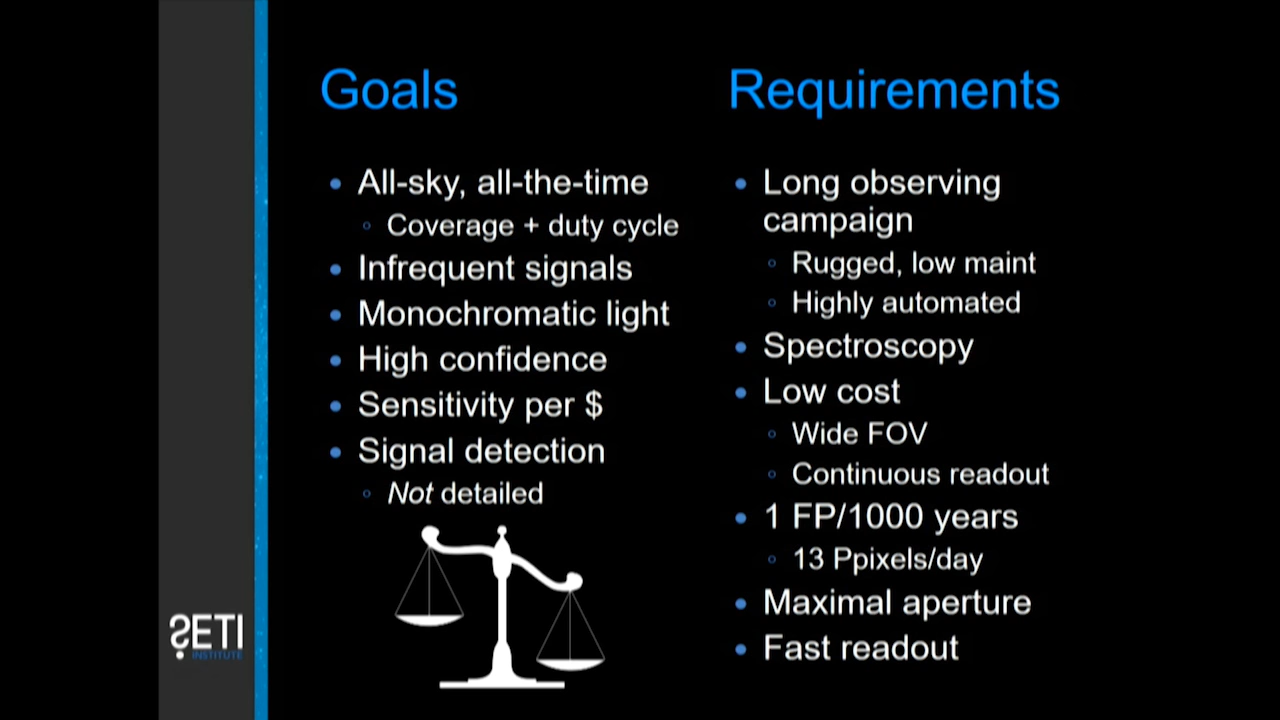 Goals
All-sky, all-the-time
Coverage + duty cycle
Infrequent signals
Monochromatic light
High confidence
Sensitivity per $
Signal detection
Not detailed
Requirements
Long observing
campaign
Rugged, low maint
Highly automated
Spectroscopy
Low cost
Wide FOV
Continuous readout
1 FP/1000 years
13 Ppixels/day
Maximal aperture
Fast readout
SETI
INSTITUTE